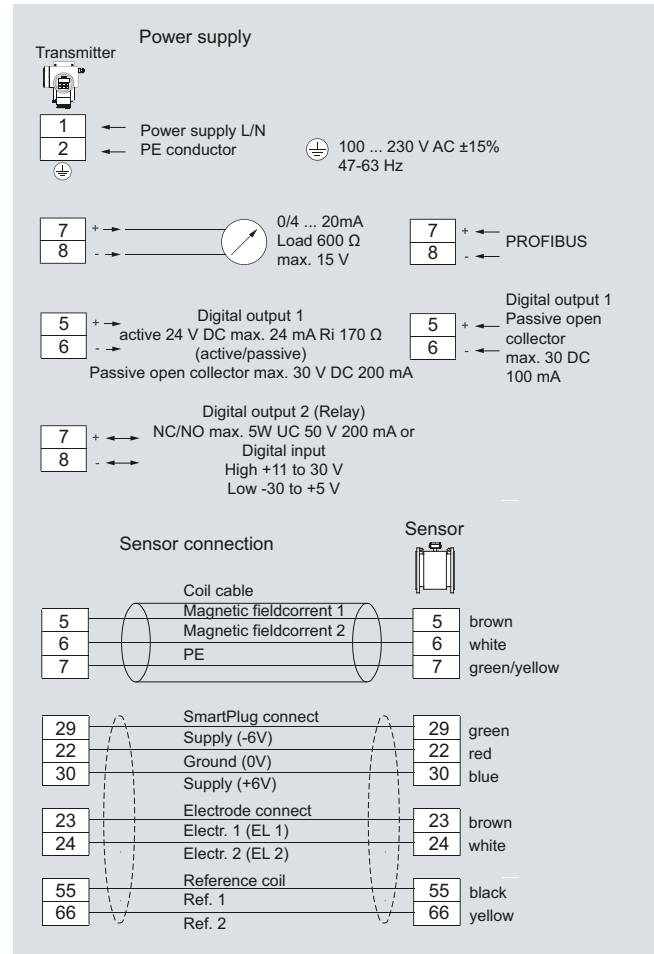 Power supply
Transmitter
1
Power supply L/N
2
PE conductor
100 ... 230 V AC ±15%
47-63 Hz
7
+
8
-
0/4 ... 20mA
Load 600 Ω
max. 15 V
7
+
8
-
PROFIBUS
5
+
6
-
Digital output 1
active 24 V DC max. 24 mA Ri 170 Ω
(active/passive)
Passive open collector max. 30 V DC 200 mA
5
+
6
-
Digital output 1
Passive open
collector
max. 30 DC
100 mA
7
+
8
-
Digital output 2 (Relay)
NC/NO max. 5W UC 50 V 200 mA or
Digital input
High +11 to 30 V
Low -30 to +5 V
Sensor connection
Sensor
Coil cable
5
Magnetic fieldcorrent 1
5
brown
6
Magnetic fieldcorrent 2
6
white
7
PE
7
green/yellow
SmartPlug connect
29
Supply (-6V)
29
green
22
Ground (0V)
22
red
30
Supply (+6V)
30
blue
Electrode connect
23
Electr. 1 (EL 1)
23
brown
24
Electr. 2 (EL 2)
24
white
Reference coil
55
Ref. 1
55
black
66
Ref. 2
66
yellow